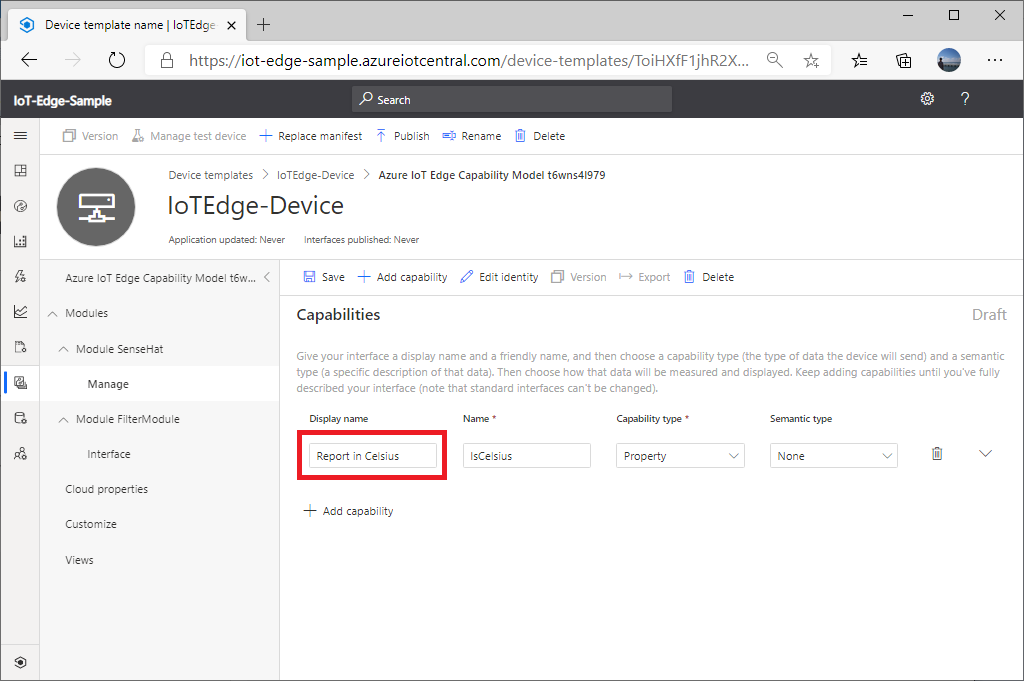 Device template name | IoTEdge
https://iot-edge-sample.azureiotcentral.com/device-templates/ToiHXfF1jhR2X...
IoT-Edge-Sample
Search
?
Version
Manage test device
Replace manifest
Publish
Rename
Delete
Device templates > IoTEdge-Device > Azure IoT Edge Capability Model t6wns4l979
IoTEdge-Device
Application updated: Never
Interfaces published: Never
Azure IoT Edge Capability Model t6w...
Modules
Module SenseHat
Manage
Module FilterModule
Interface
Cloud properties
Customize
Views
Save
Add capability
Edit identity
Version
Export
Delete
Capabilities
Draft
Give your interface a display name and a friendly name, and then choose a capability type (the type of data the device will send) and a semantic
type (a specific description of that data). Then choose how that data will be measured and displayed. Keep adding capabilities until you've fully
described your interface (note that standard interfaces can't be changed).
Display name
Name *
Capability type *
Semantic type
Report in Celsius
IsCelsius
Property
None
Add capability